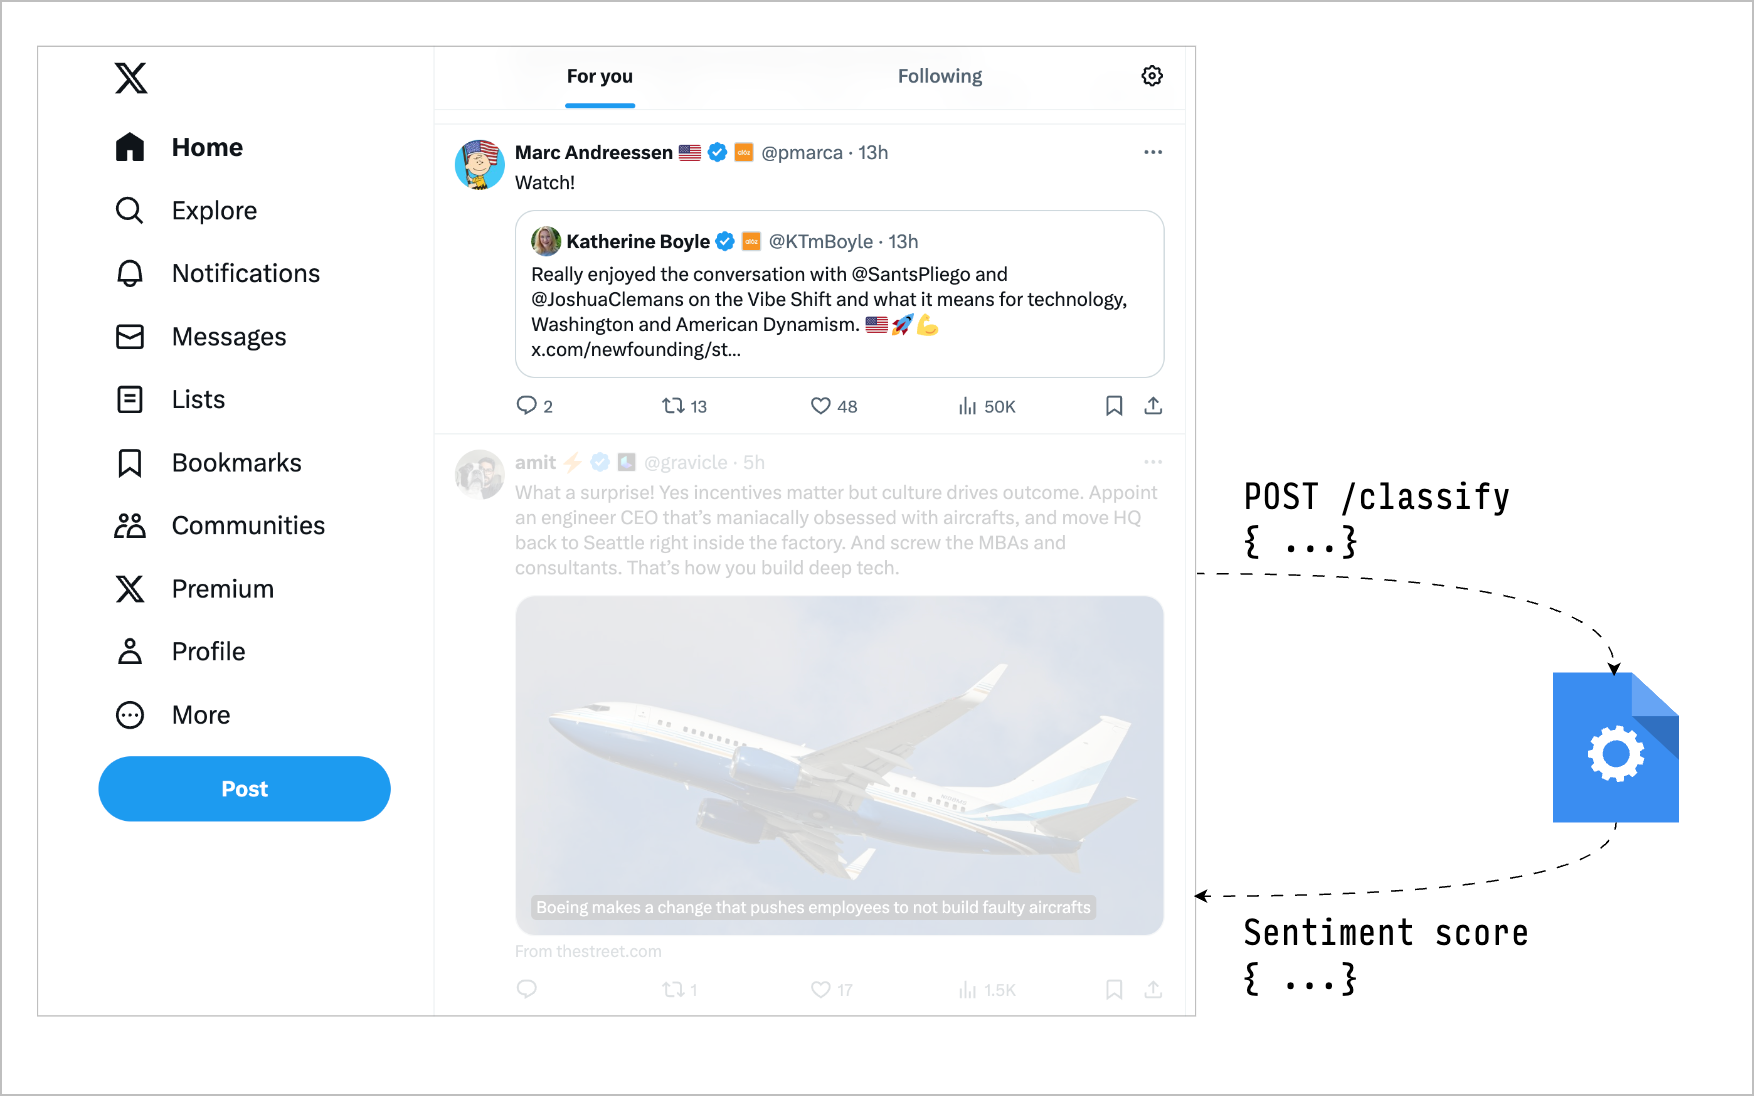 Home
Explore
Notifications
Messages
Lists
Bookmarks
Communities
Premium
Profile
More
Post
For you
Following
Marc Andreessen 🇺🇸 @pmarca · 13h
Watch!
Katherine Boyle @KTmBoyle · 13h
Really enjoyed the conversation with @SantsPliego and
@JoshuaClemans on the Vibe Shift and what it means for technology,
Washington and American Dynamism. 🇺🇸🚀💪
x.com/newfounding/st...
2 13 48 50K
amit ⚡ @gravicle · 5h
What a surprise! Yes incentives matter but culture drives outcome. Appoint
an engineer CEO that’s maniacally obsessed with aircrafts, and move HQ
back to Seattle right inside the factory. And screw the MBAs and
consultants. That’s how you build deep tech.
Boeing makes a change that pushes employees to not build faulty aircrafts
From thestreet.com
1 17 1.5K
POST /classify
{ ...}
Sentiment score
{ ...}